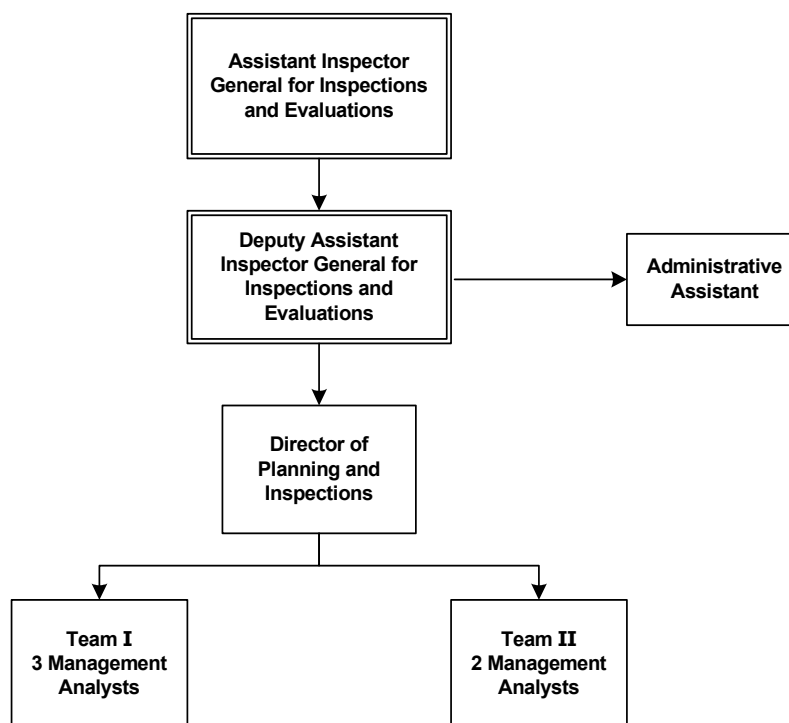 Assistant Inspector
General for Inspections
and Evaluations
Deputy Assistant
Inspector General for
Inspections and
Evaluations
Administrative
Assistant
Director of
Planning and
Inspections
Team I
3 Management
Analysts
Team II
2 Management
Analysts